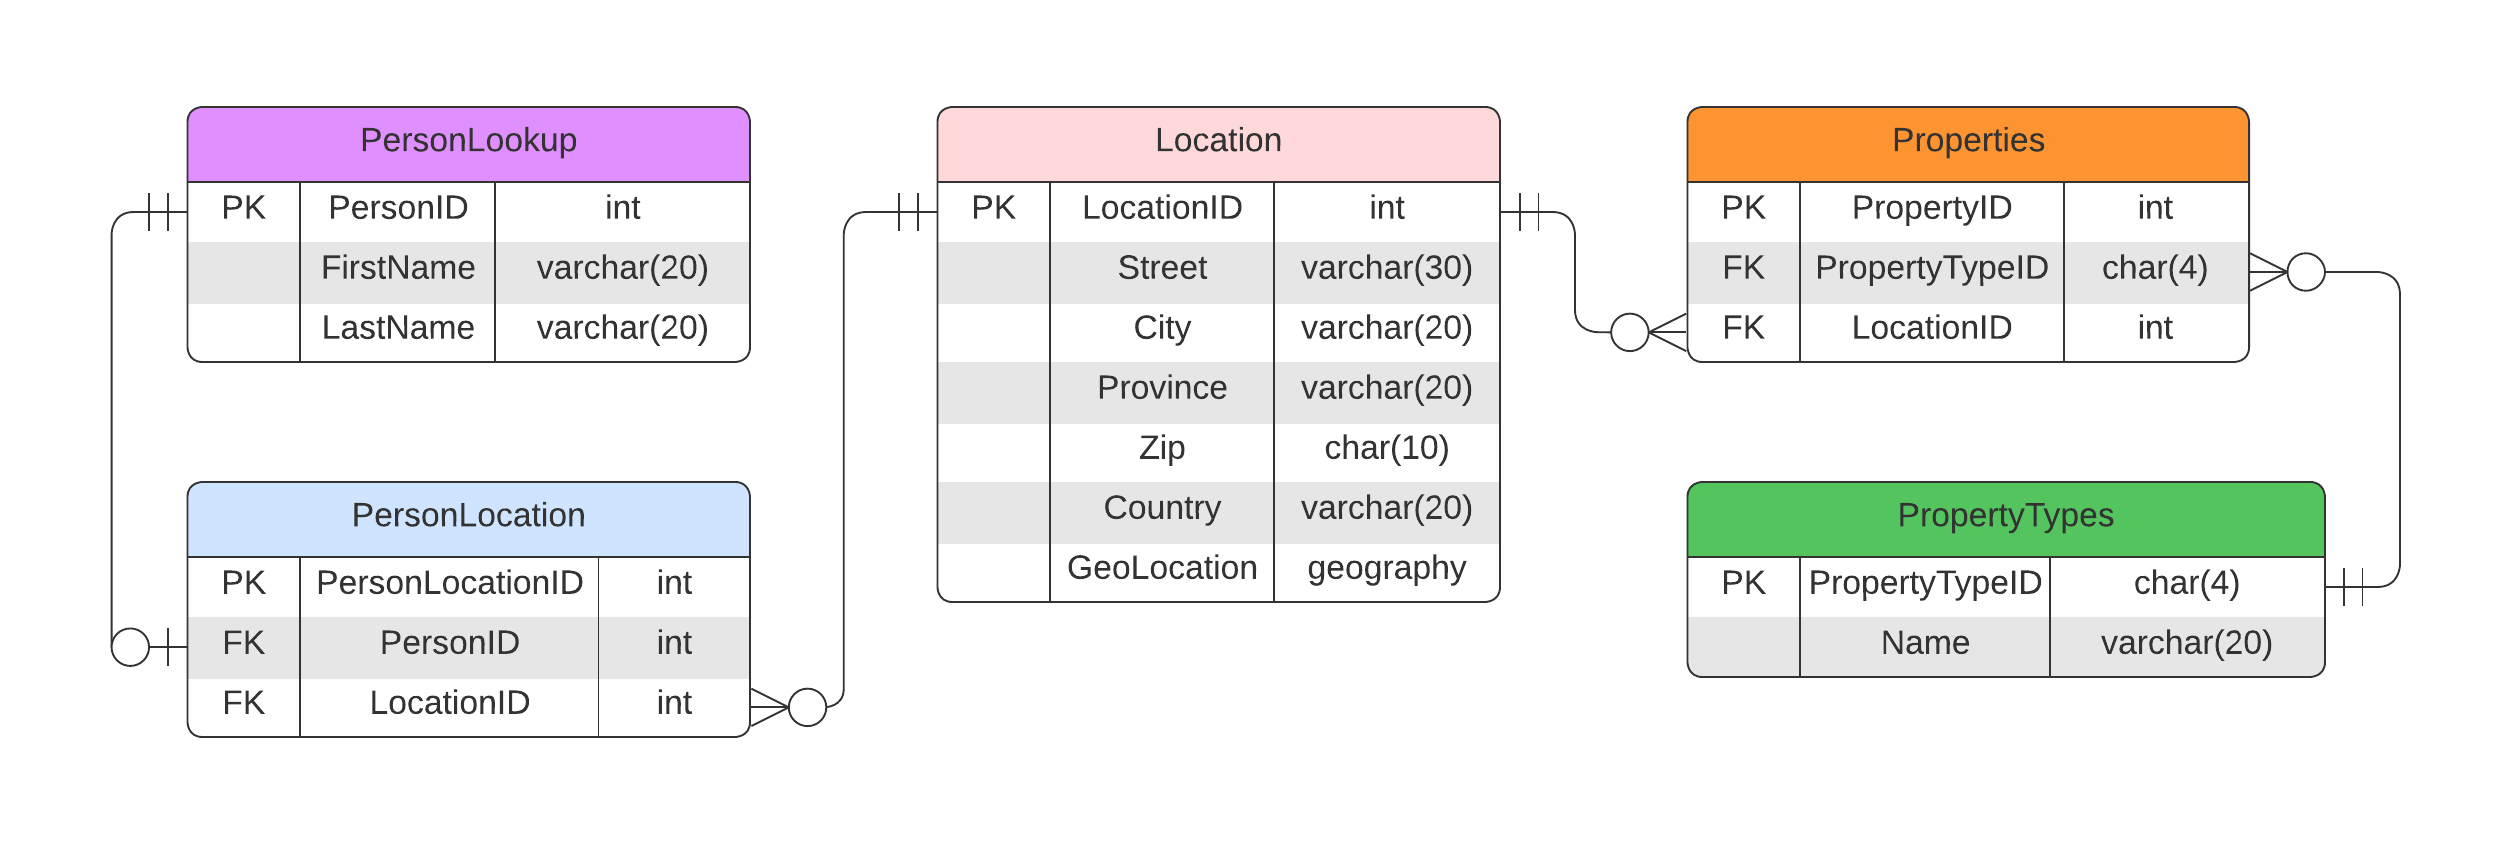 PersonLookup
PK PersonID int
FirstName varchar(20)
LastName varchar(20)
PersonLocation
PK PersonLocationID int
FK PersonID int
FK LocationID int
Location
PK LocationID int
Street varchar(30)
City varchar(20)
Province varchar(20)
Zip char(10)
Country varchar(20)
GeoLocation geography
Properties
PK PropertyID int
FK PropertyTypeID char(4)
FK LocationID int
PropertyTypes
PK PropertyTypeID char(4)
Name varchar(20)